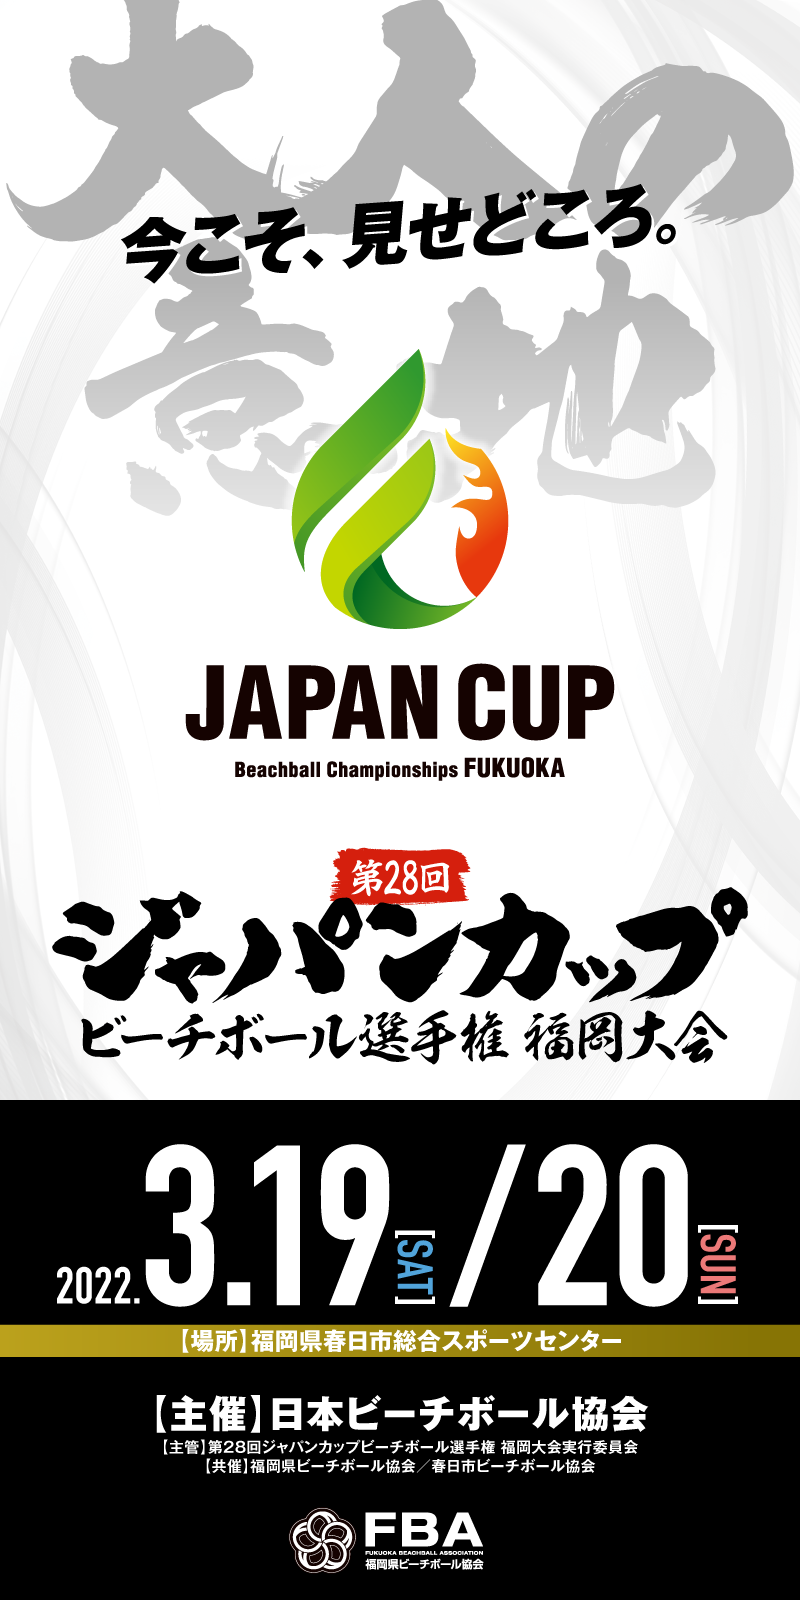 大人の
今こそ、見せどころ。
意地
JAPAN CUP
Beachball Championships FUKUOKA
第28回
ジャパンカップ
ビーチボール選手権 福岡大会
2022. 3.19 [SAT] / 20 [SUN]
【場所】福岡県春日市総合スポーツセンター
【主催】日本ビーチボール協会
【主管】第28回ジャパンカップビーチボール選手権 福岡大会実行委員会
【共催】福岡県ビーチボール協会／春日市ビーチボール協会
FBA
FUKUOKA BEACHBALL ASSOCIATION
福岡県ビーチボール協会